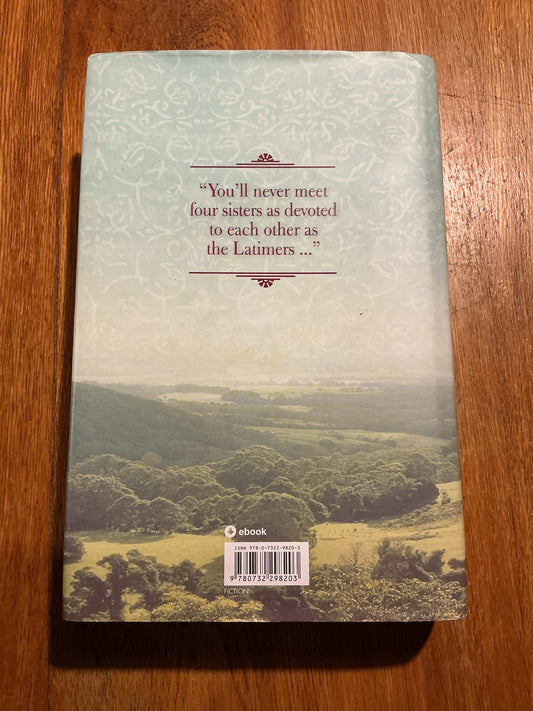 “You’ll never meet
four sisters as devoted
to each other as
the Latimers ...”
ebook
ISBN 978-0-7322-9820-3
9 780732 298203
FICTION